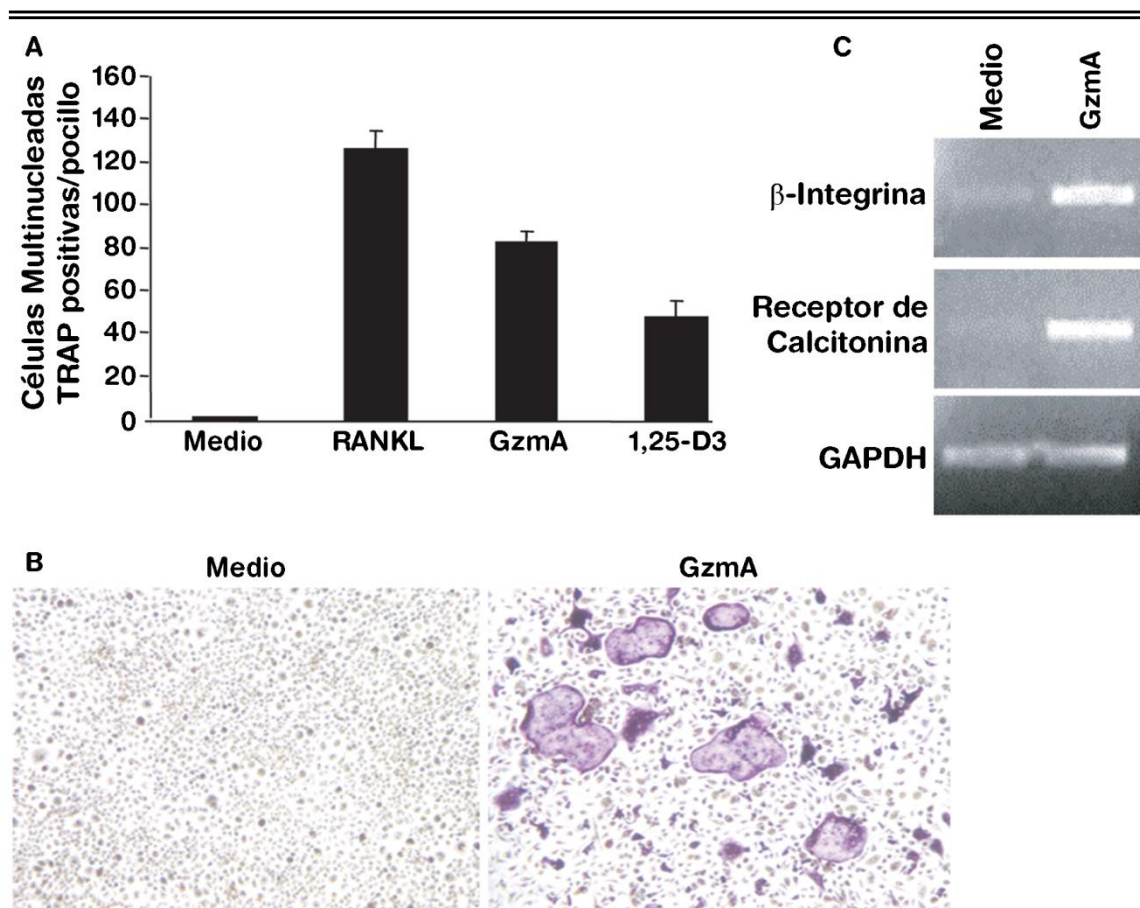 A
Células Multinucleadas
TRAP positivas/pocillo
160
140
120
100
80
60
40
20
0
Medio RANKL GzmA 1,25-D3
C
Medio GzmA
β-Integrina
Receptor de
Calcitonina
GAPDH
B
Medio GzmA